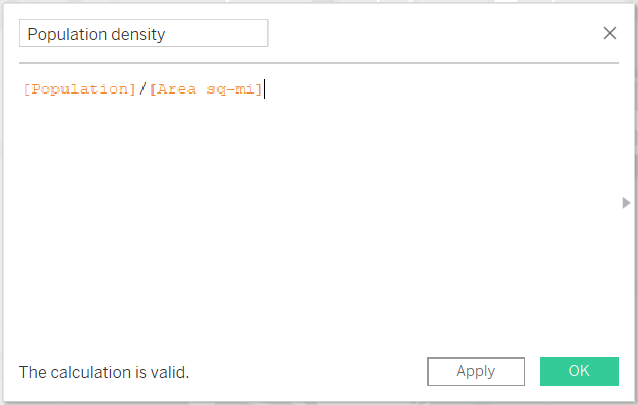 Population density
[Population]/[Area sq-mi]
The calculation is valid.
Apply
OK